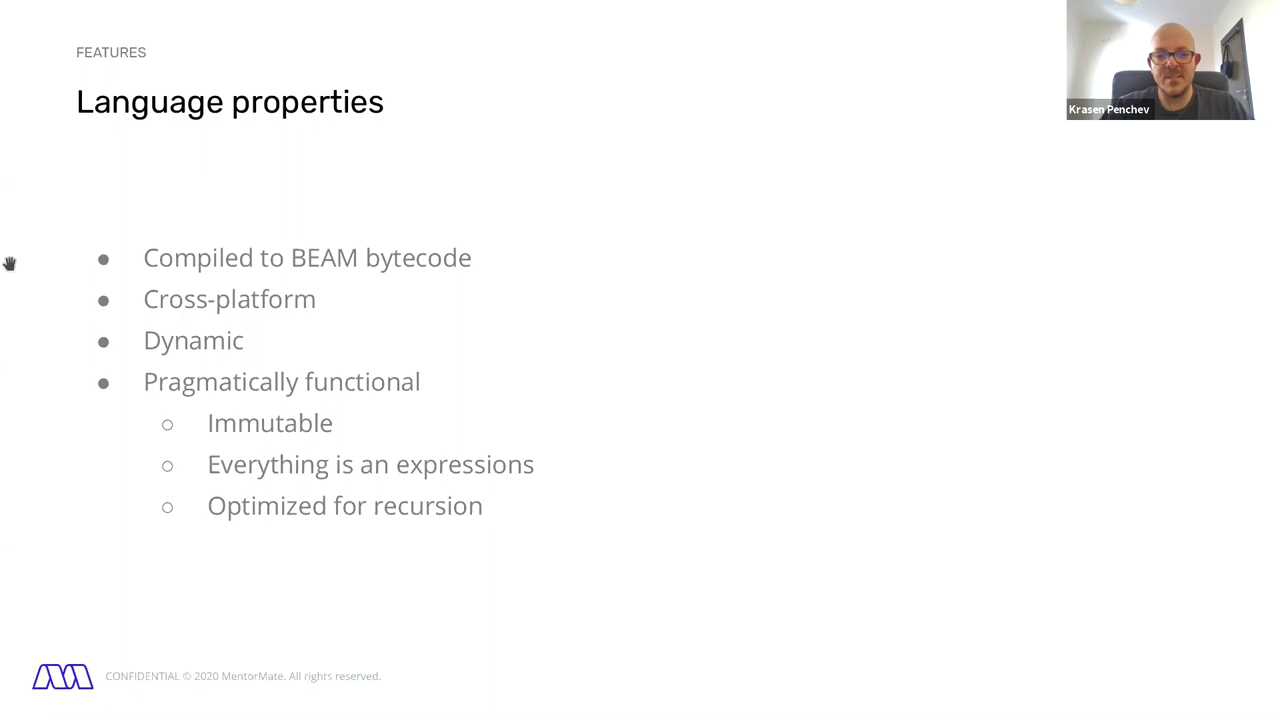 FEATURES
Language properties
Krasen Penchev
● Compiled to BEAM bytecode
● Cross-platform
● Dynamic
● Pragmatically functional
○ Immutable
○ Everything is an expressions
○ Optimized for recursion
CONFIDENTIAL © 2020 MentorMate. All rights reserved.